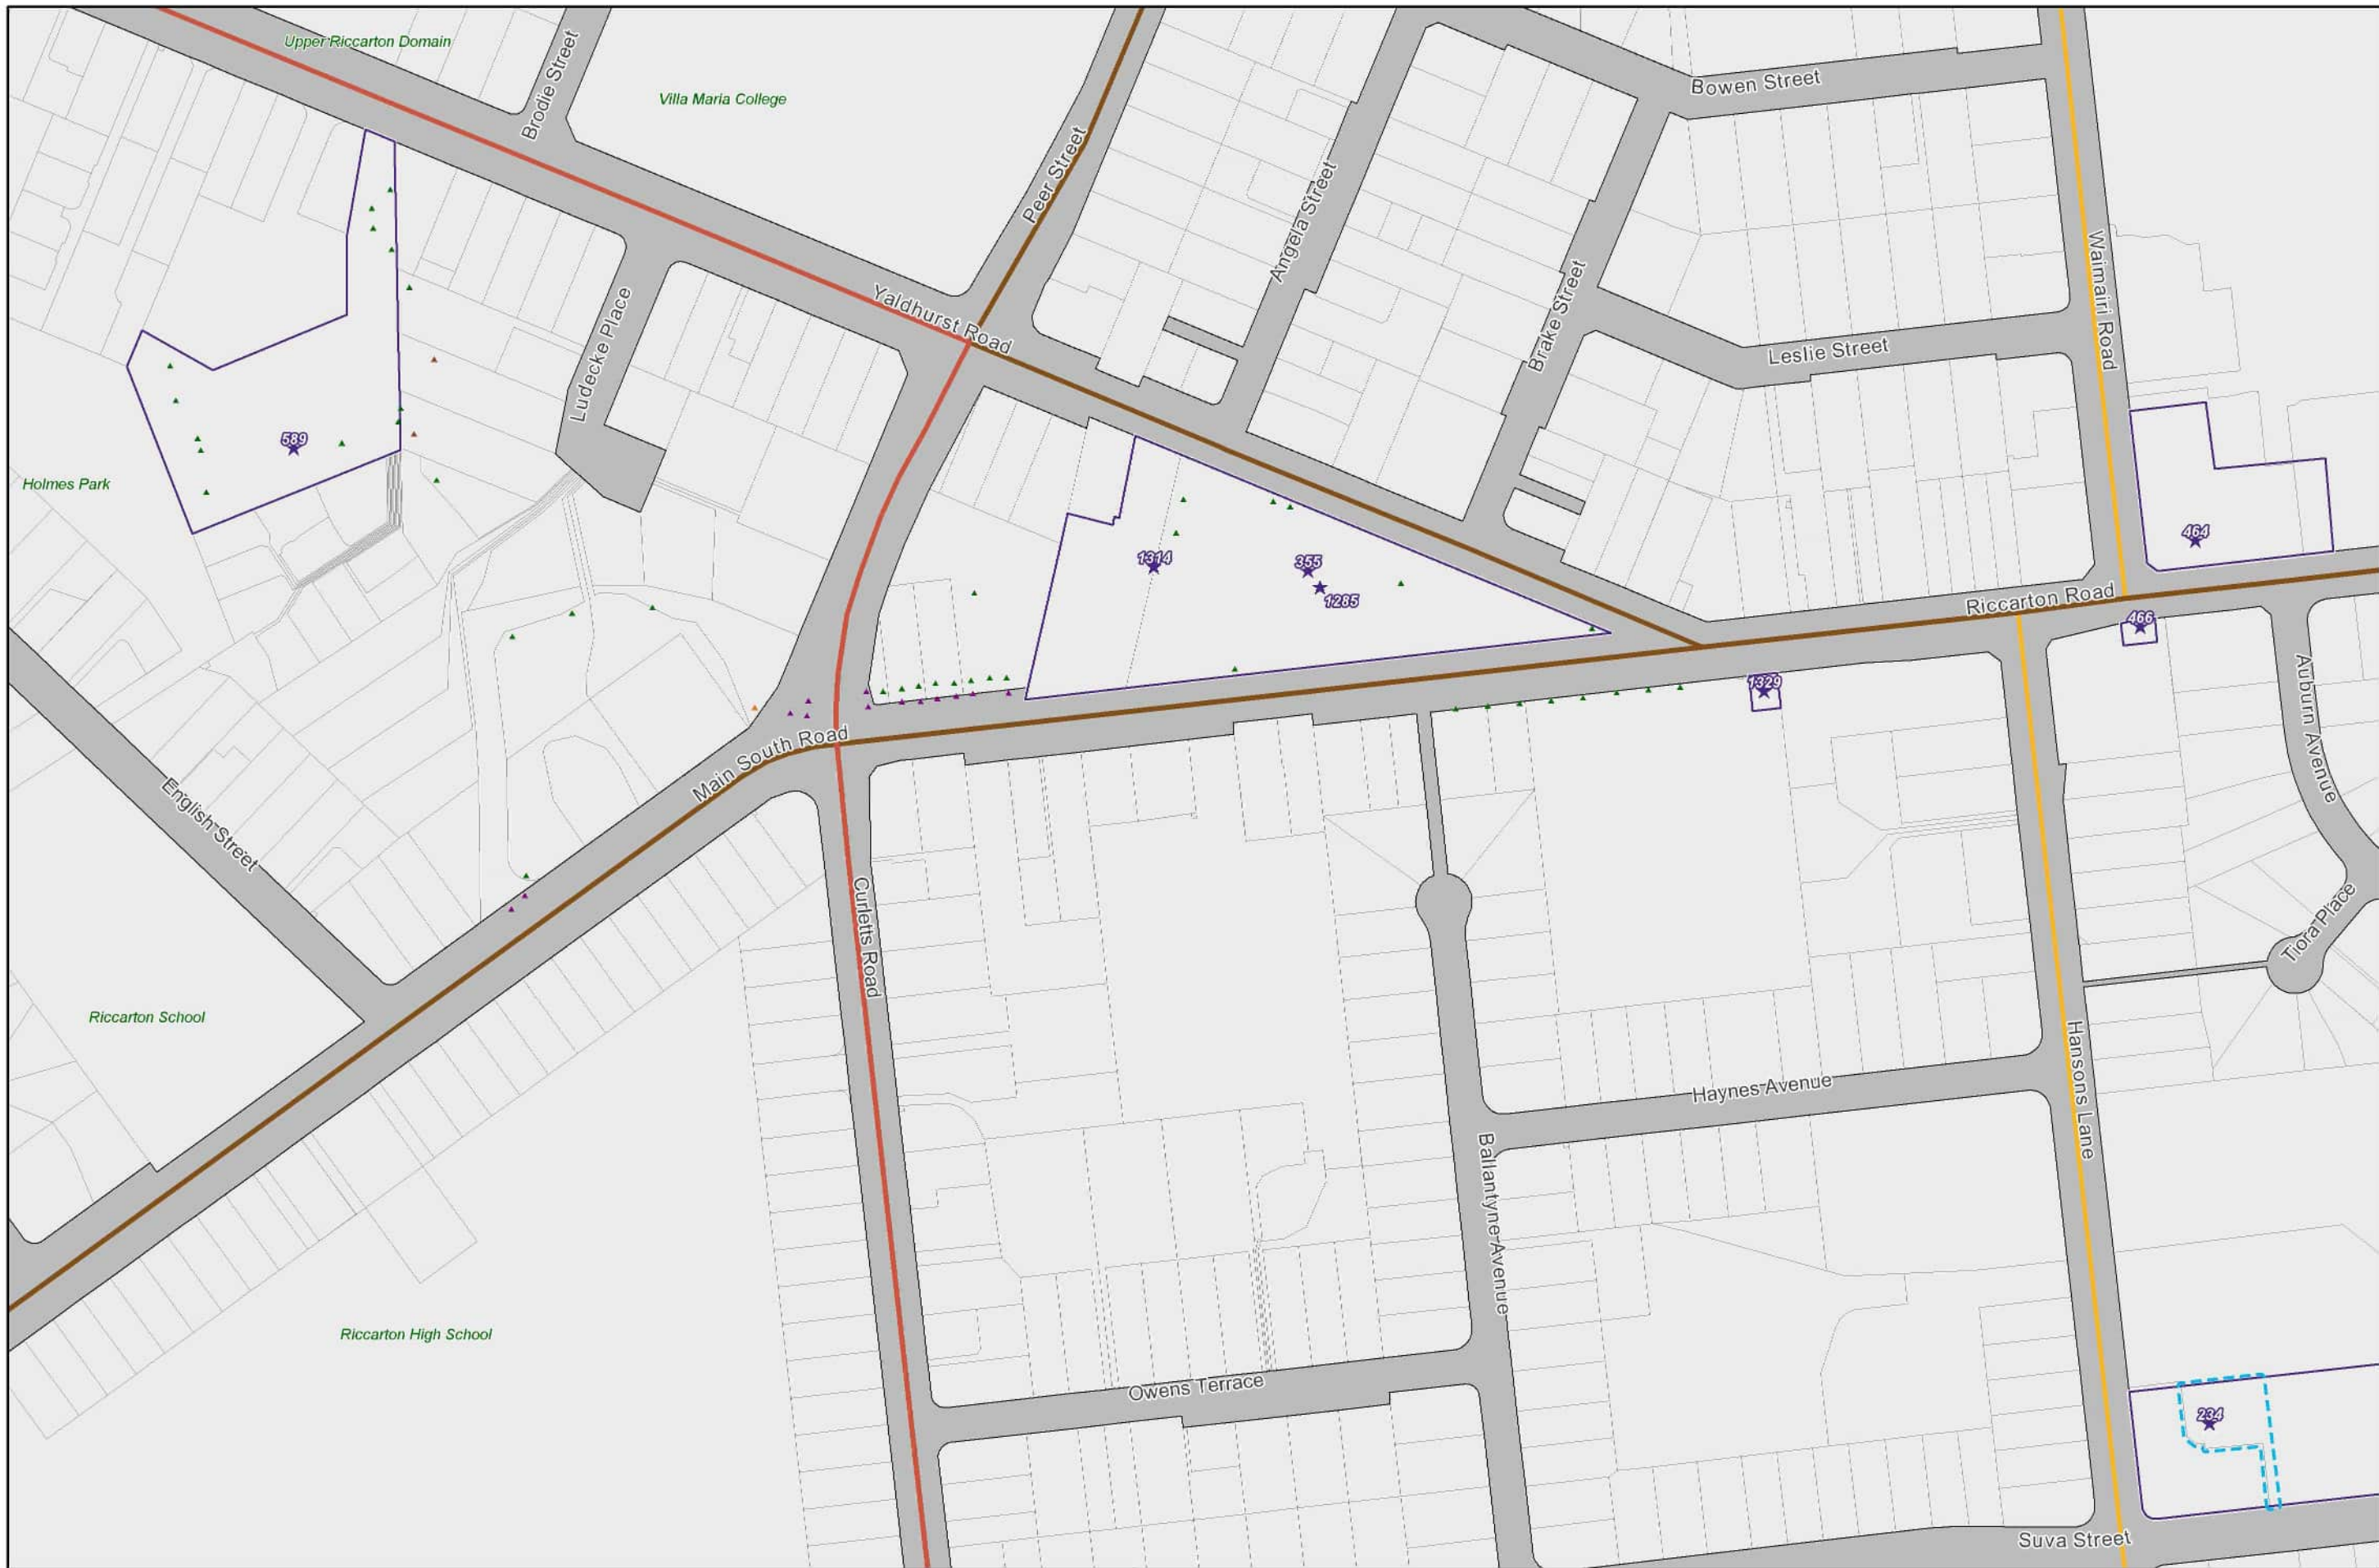 Upper Riccarton Domain
Brodie Street
Villa Maria College
Bowen Street
Peer Street
Angela Street
Waimairi Road
Brake Street
Yaldhurst Road
Ludecke Place
Leslie Street
589
Holmes Park
464
1314
355
1285
Riccarton Road
466
1329
Auburn Avenue
Main South Road
English Street
Curletts Road
Tiora Place
Riccarton School
Hansons Lane
Haynes Avenue
Ballantyne Avenue
Riccarton High School
Owens Terrace
234
Suva Street